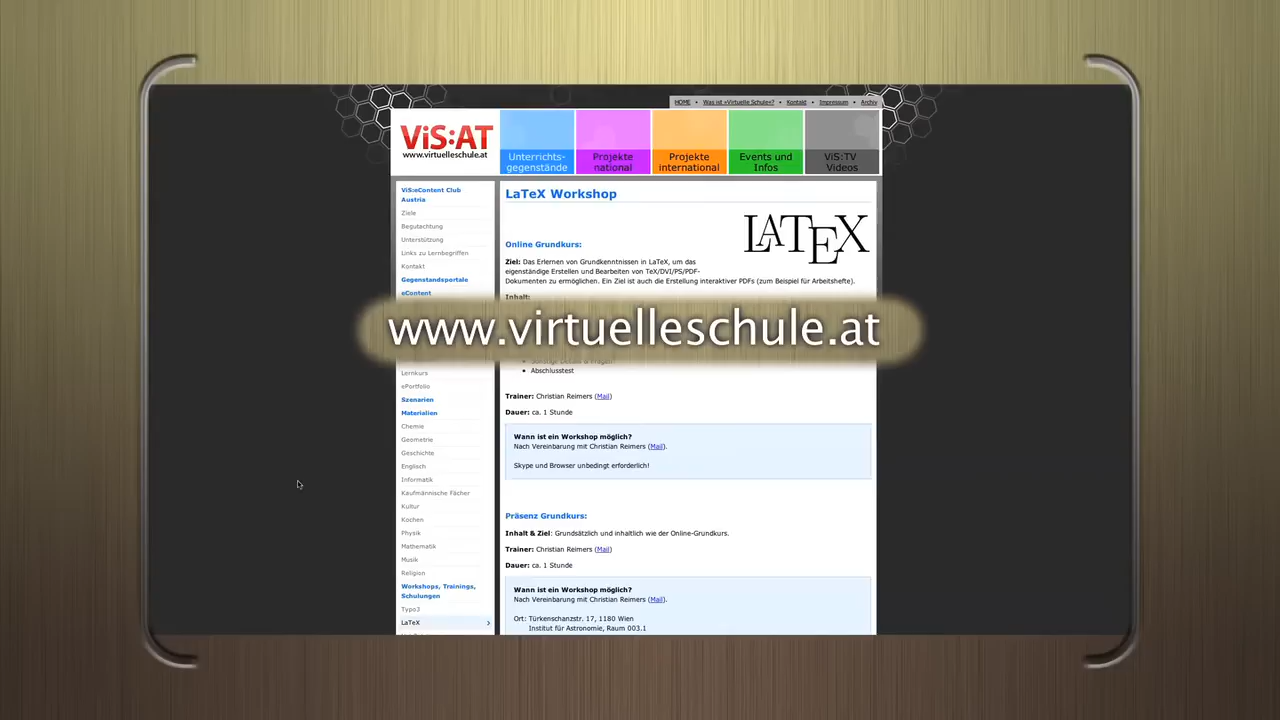 HOME • Was ist »Virtuelle Schule«? • Kontakt • Impressum • Archiv
ViS:AT
www.virtuelleschule.at
Unterrichts-
gegenstände
Projekte
national
Projekte
international
Events und
Infos
ViS:TV
Videos
ViS:eContent Club
Austria
Ziele
Begutachtung
Unterstützung
Links zu Lernbegriffen
Kontakt
Gegenstandsportale
eContent
Lernkurs
ePortfolio
Szenarien
Materialien
Chemie
Geometrie
Geschichte
Englisch
Informatik
Kaufmännische Fächer
Kultur
Kochen
Physik
Mathematik
Musik
Religion
Workshops, Trainings,
Schulungen
Typo3
LaTeX
LaTeX Workshop
LATEX
Online Grundkurs:
Ziel: Das Erlernen von Grundkenntnissen in LaTeX, um das
eigenständige Erstellen und Bearbeiten von TeX/DVI/PS/PDF-
Dokumenten zu ermöglichen. Ein Ziel ist auch die Erstellung interaktiver PDFs (zum Beispiel für Arbeitshefte).
Inhalt:
www.virtuelleschule.at
• Sonstige Details & Fragen
• Abschlusstest
Trainer: Christian Reimers (Mail)
Dauer: ca. 1 Stunde
Wann ist ein Workshop möglich?
Nach Vereinbarung mit Christian Reimers (Mail).
Skype und Browser unbedingt erforderlich!
Präsenz Grundkurs:
Inhalt & Ziel: Grundsätzlich und inhaltlich wie der Online-Grundkurs.
Trainer: Christian Reimers (Mail)
Dauer: ca. 1 Stunde
Wann ist ein Workshop möglich?
Nach Vereinbarung mit Christian Reimers (Mail).
Ort: Türkenschanzstr. 17, 1180 Wien
Institut für Astronomie, Raum 003.1